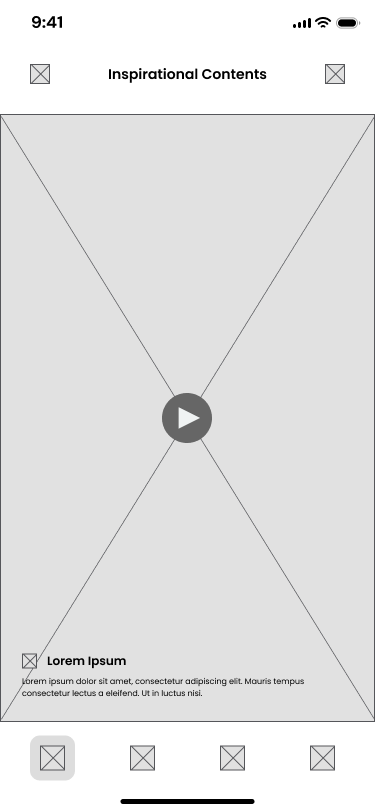 9:41
Inspirational Contents
Lorem Ipsum
Lorem ipsum dolor sit amet, consectetur adipiscing elit. Mauris tempus
consectetur lectus a eleifend. Ut in luctus nisi.